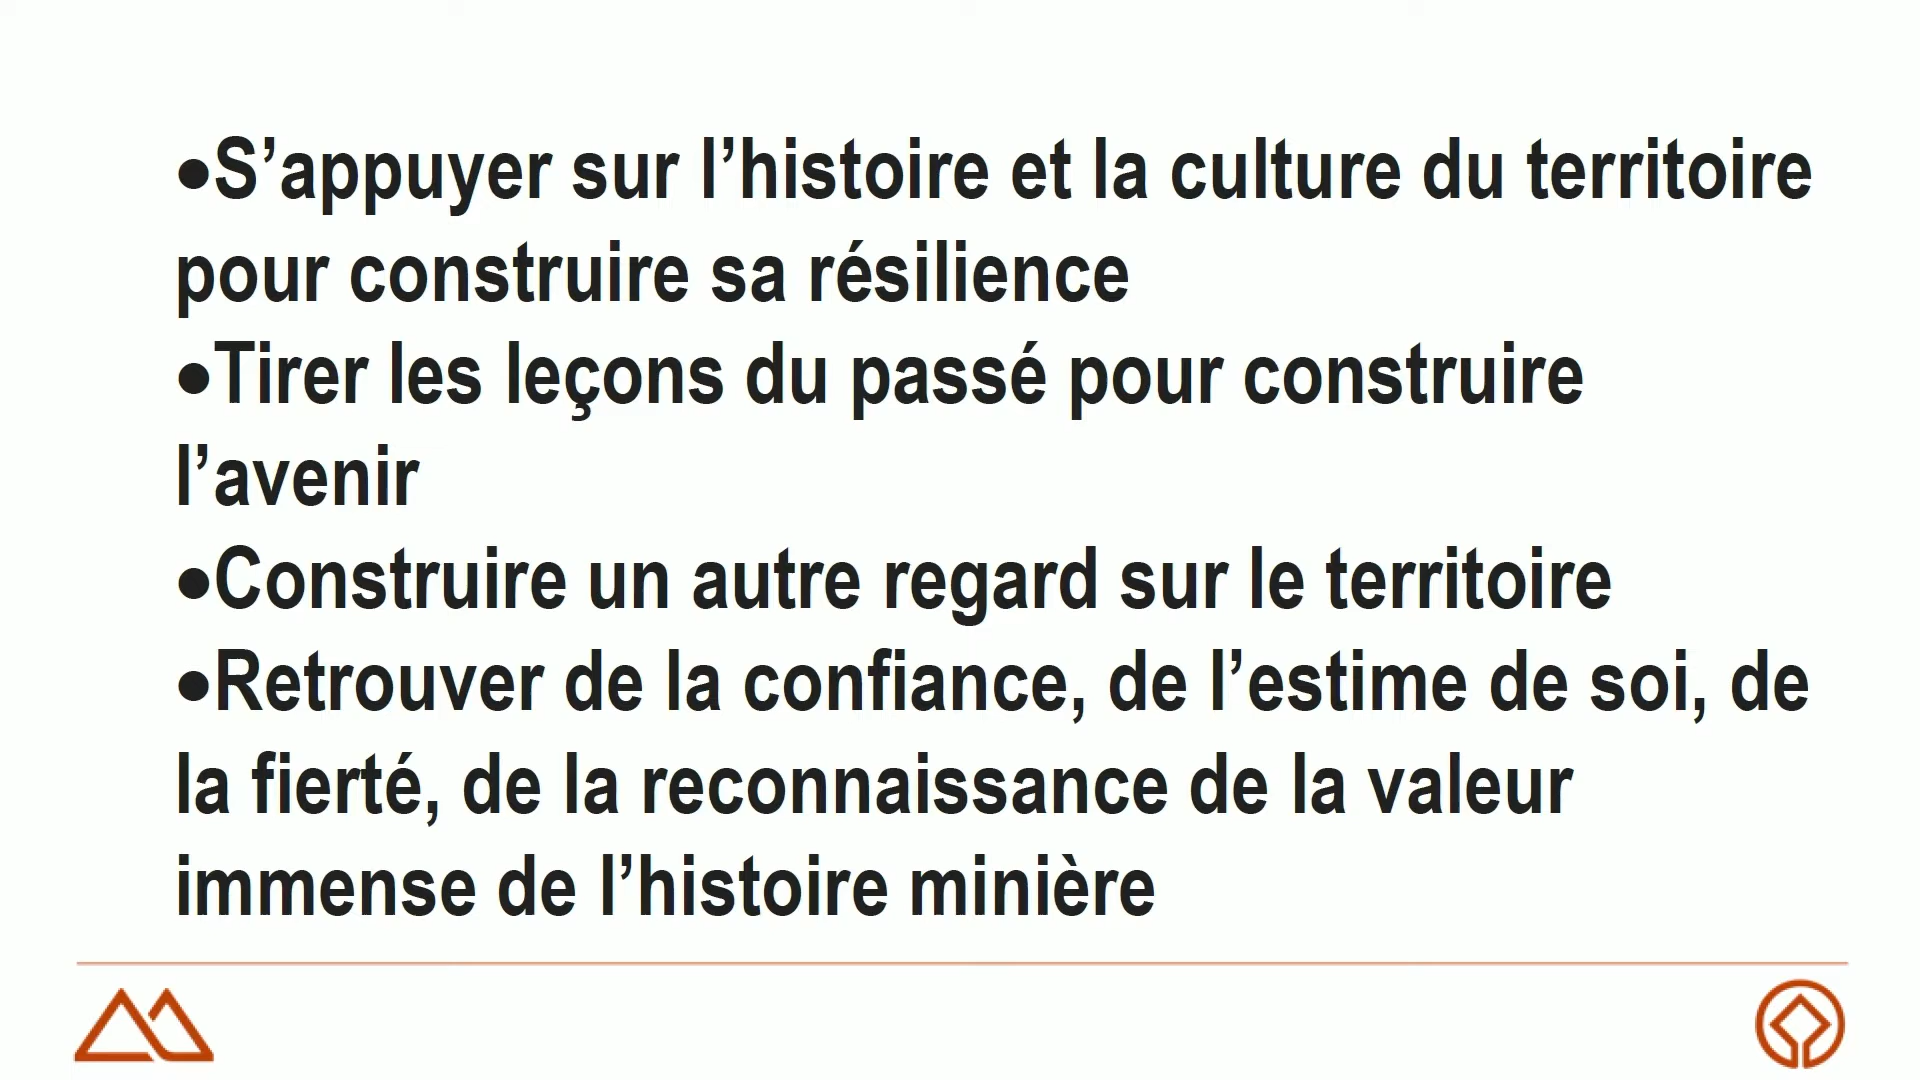 •S’appuyer sur l’histoire et la culture du territoire
pour construire sa résilience
•Tirer les leçons du passé pour construire
l’avenir
•Construire un autre regard sur le territoire
•Retrouver de la confiance, de l’estime de soi, de
la fierté, de la reconnaissance de la valeur
immense de l’histoire minière